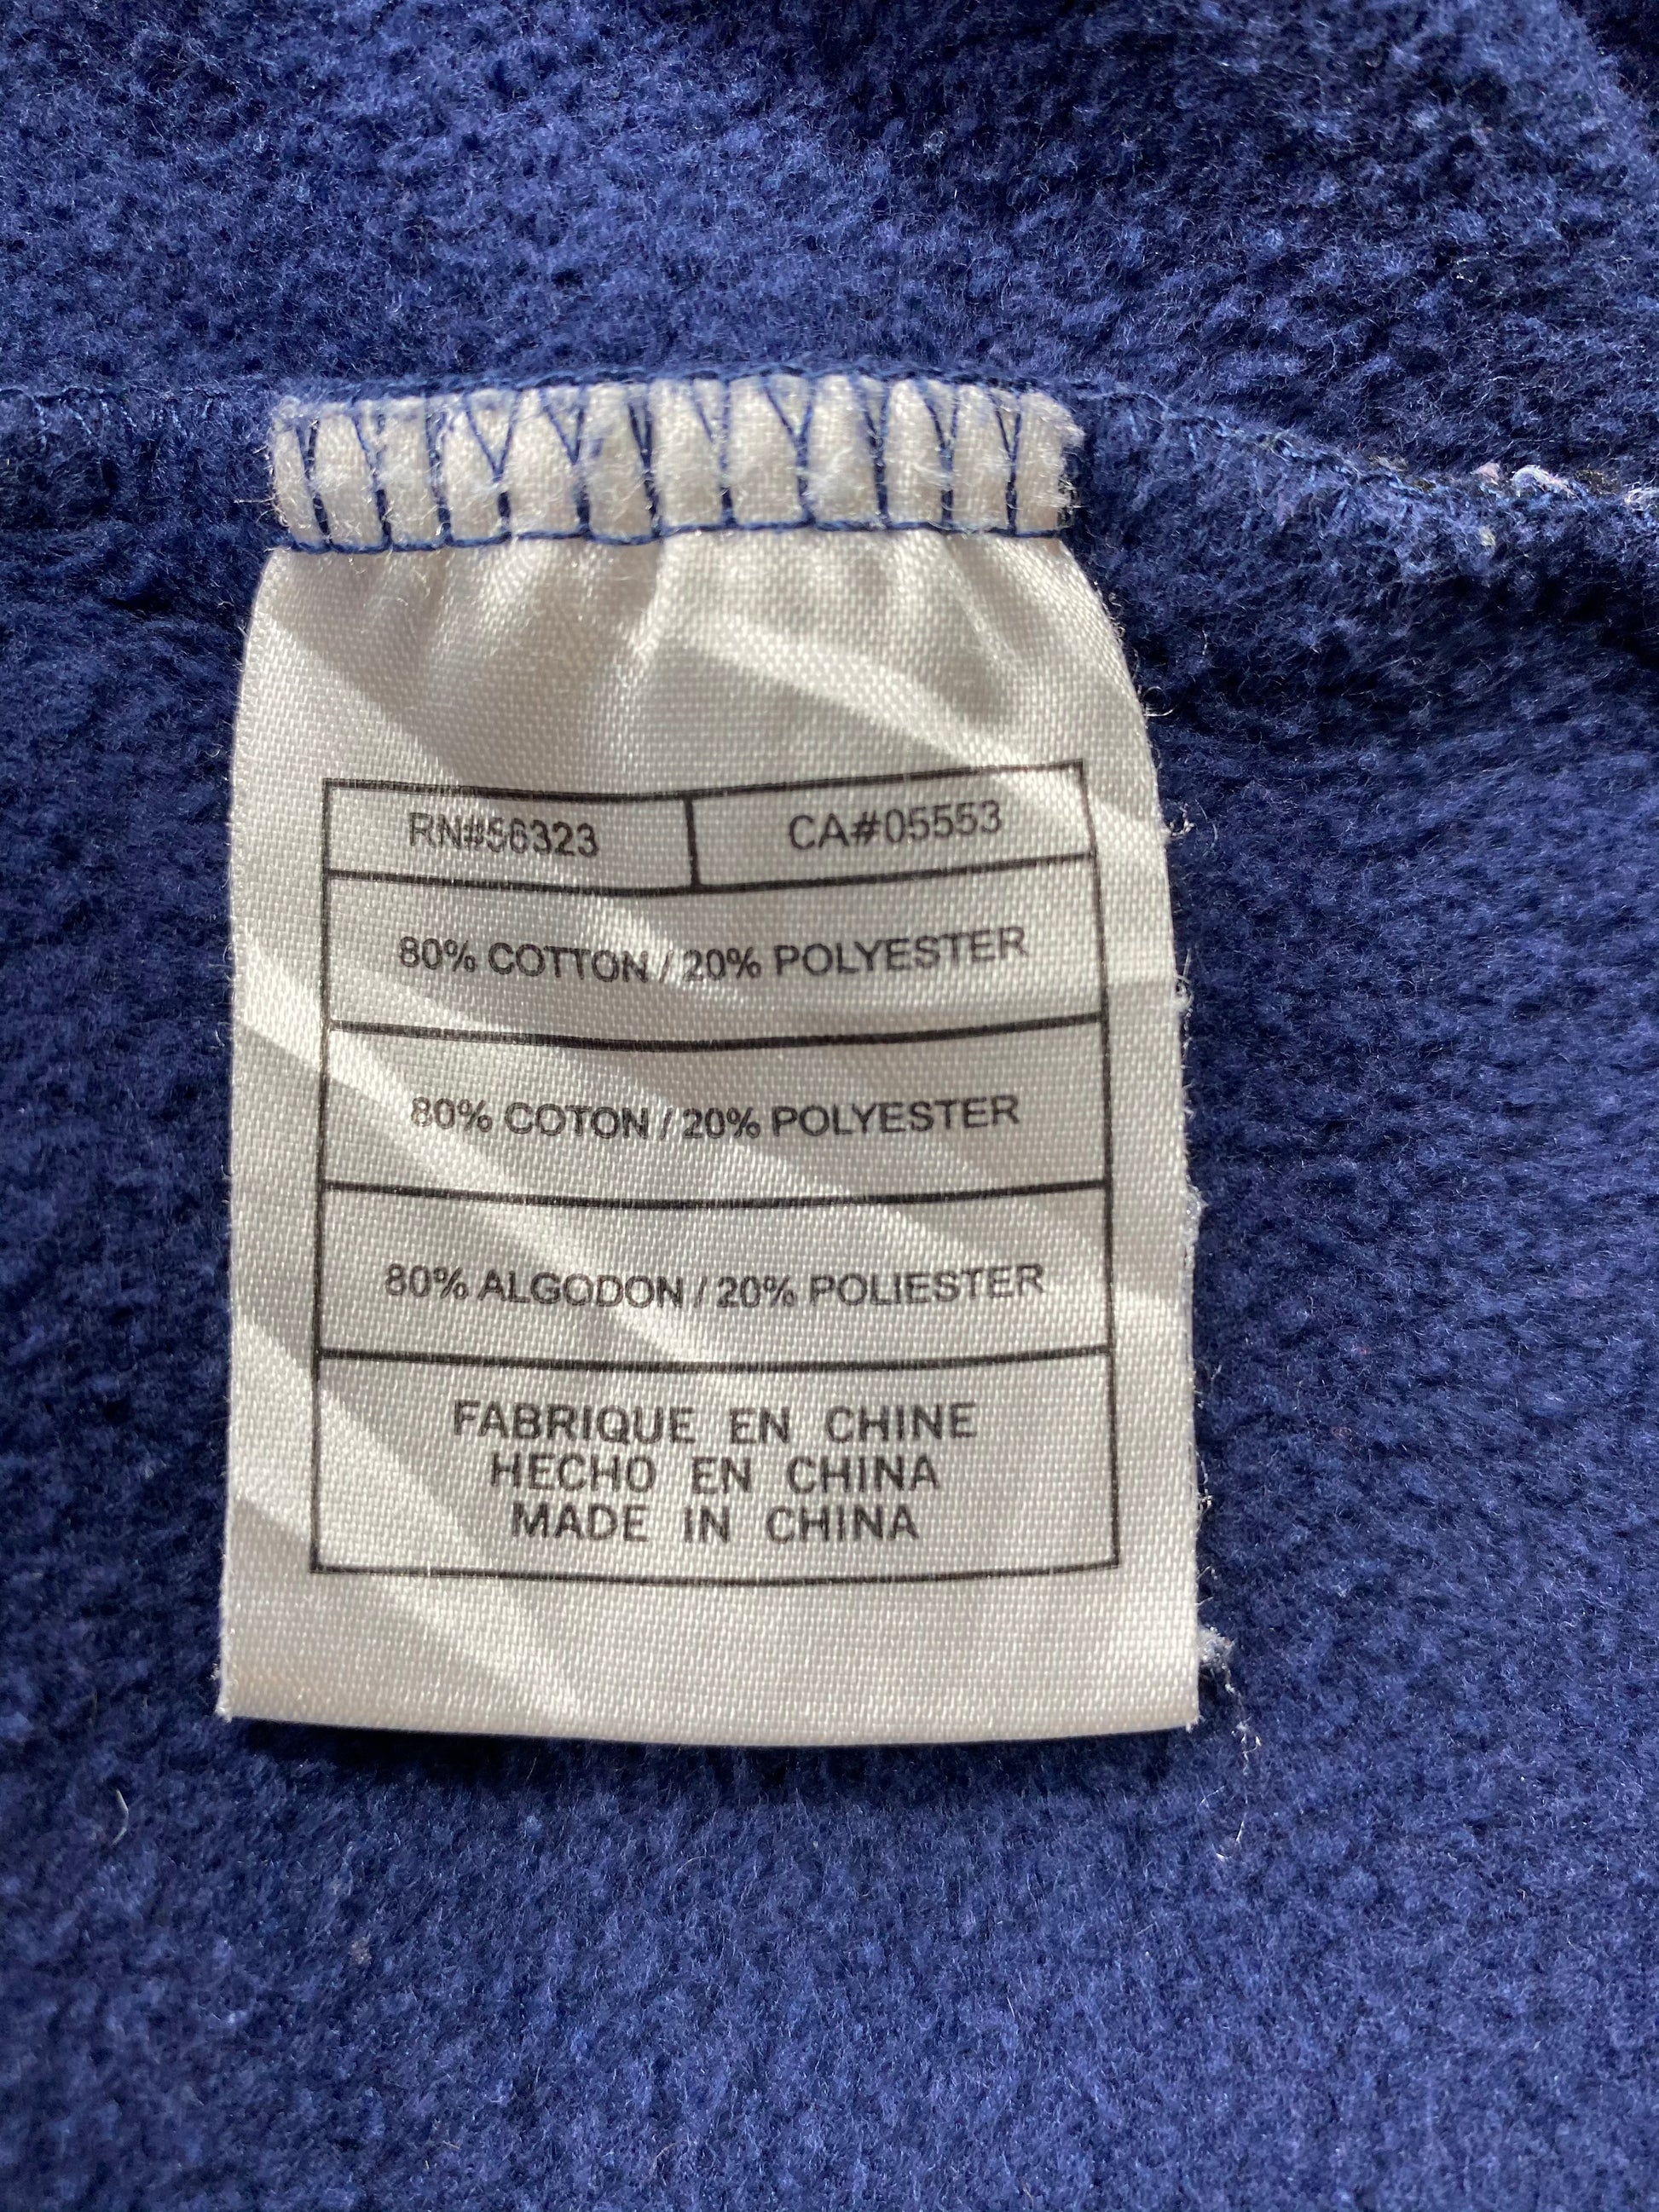 RN#56323 CA#05553
80% COTTON / 20% POLYESTER
80% COTON / 20% POLYESTER
80% ALGODON / 20% POLIESTER
FABRIQUE EN CHINE
HECHO EN CHINA
MADE IN CHINA